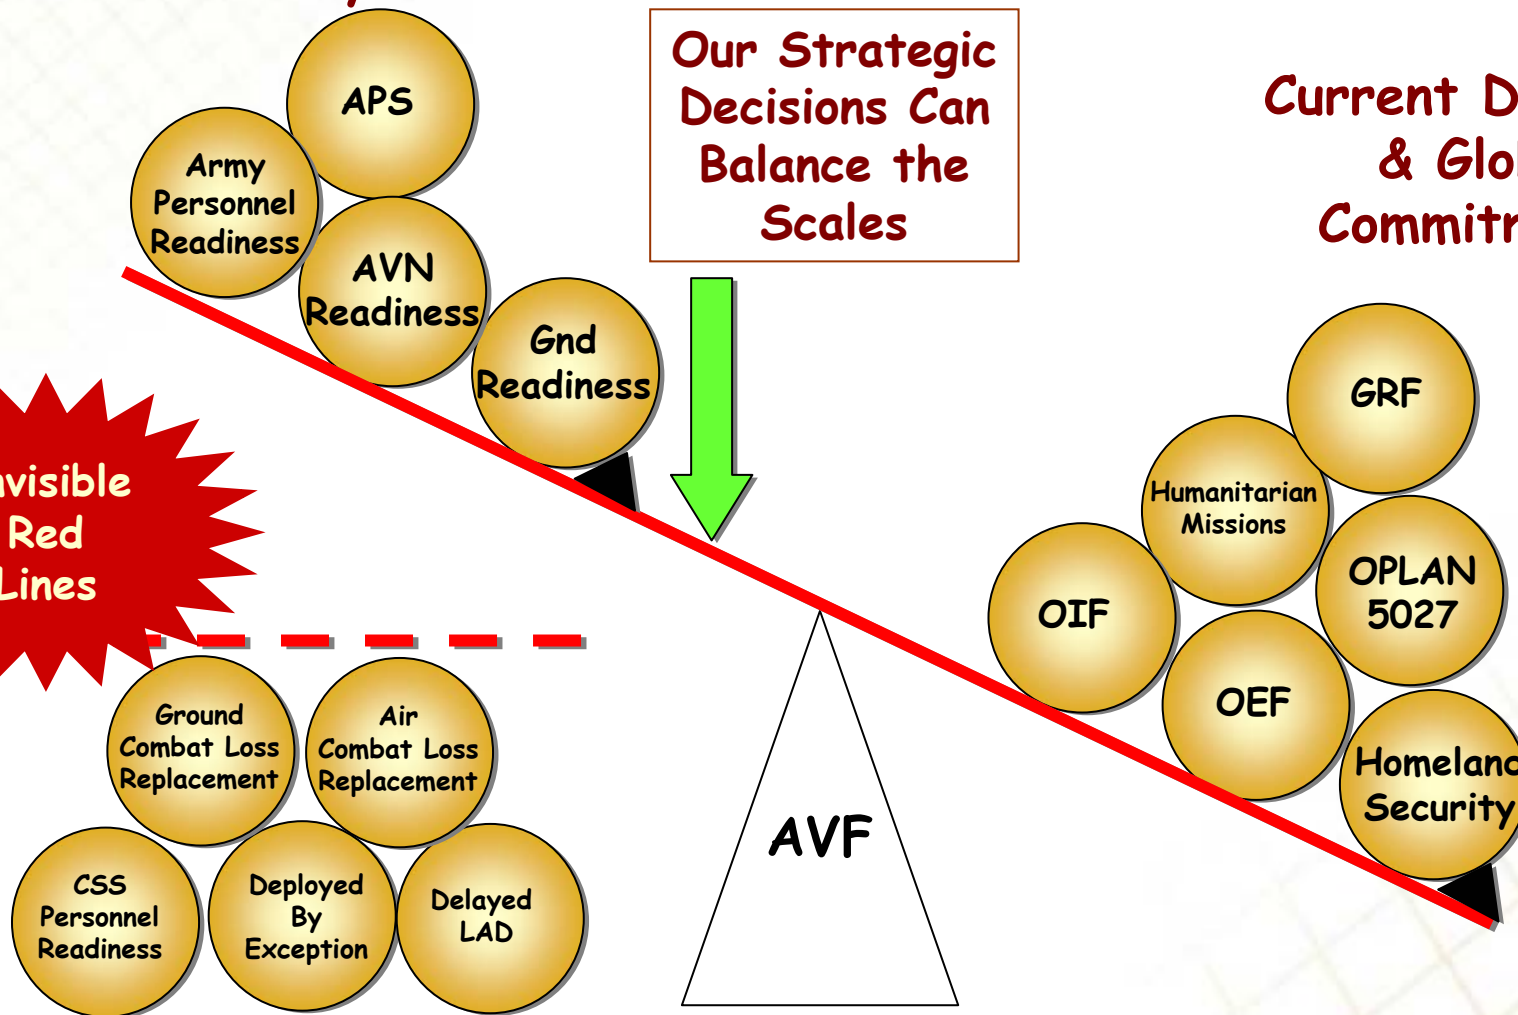 APS
Army
Personnel
Readiness
AVN
Readiness
Gnd
Readiness
Our Strategic
Decisions Can
Balance the
Scales
Current
& 
GRF
Humanitarian
Missions
OPLAN
5027
OIF
OEF
Security
Red
Lines
Ground
Combat Loss
Replacement
Air
Combat Loss
Replacement
CSS
Personnel
Readiness
Deployed
By
Exception
Delayed
LAD
AVF